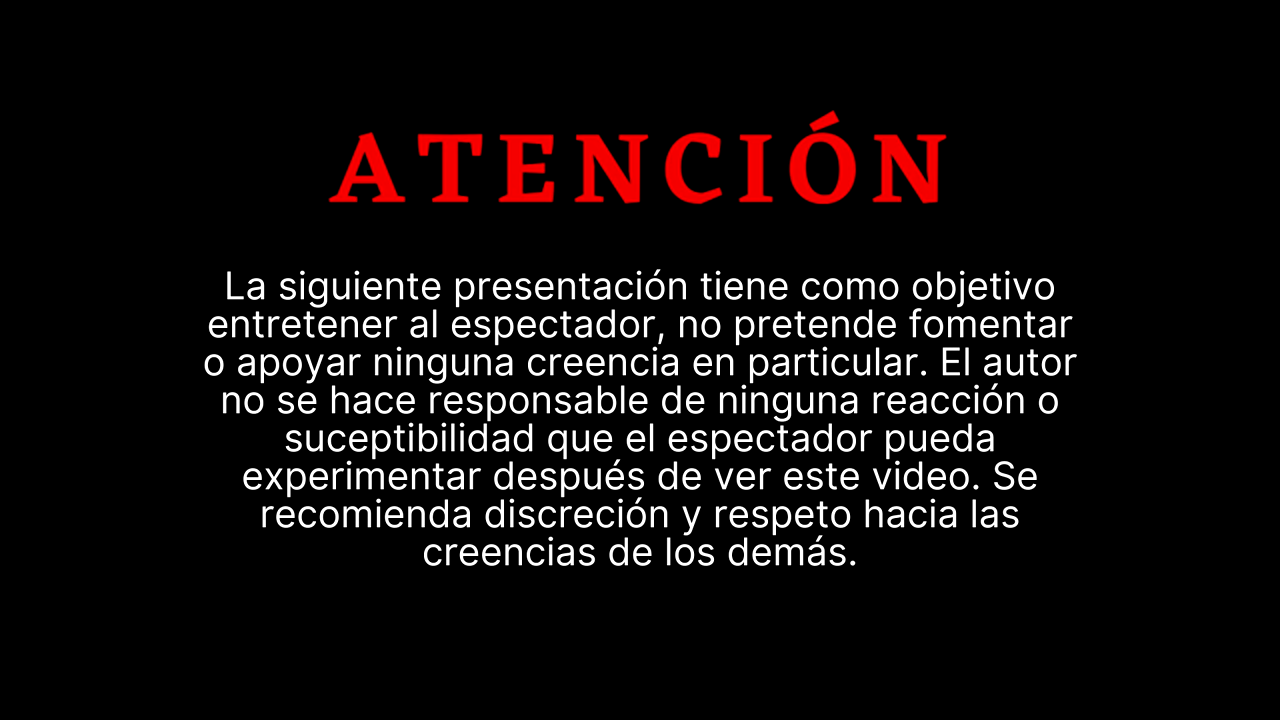 ATENCIÓN
La siguiente presentación tiene como objetivo
entretener al espectador, no pretende fomentar
o apoyar ninguna creencia en particular. El autor
no se hace responsable de ninguna reacción o
suceptibilidad que el espectador pueda
experimentar después de ver este video. Se
recomienda discreción y respeto hacia las
creencias de los demás.